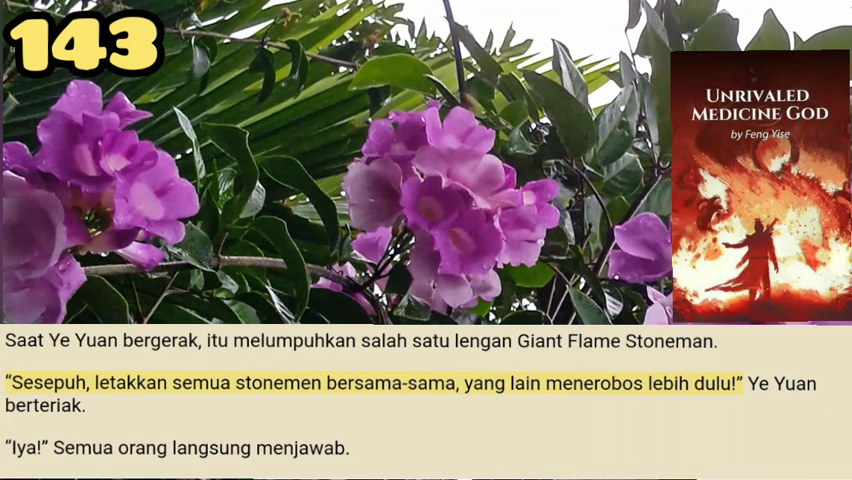 143
UNRIVALED
MEDICINE GOD
by Feng Yise
Saat Ye Yuan bergerak, itu melumpuhkan salah satu lengan Giant Flame Stoneman.
“Sesepuh, letakkan semua stonemen bersama-sama, yang lain menerobos lebih dulu!” Ye Yuan
berteriak.
“Iya!” Semua orang langsung menjawab.